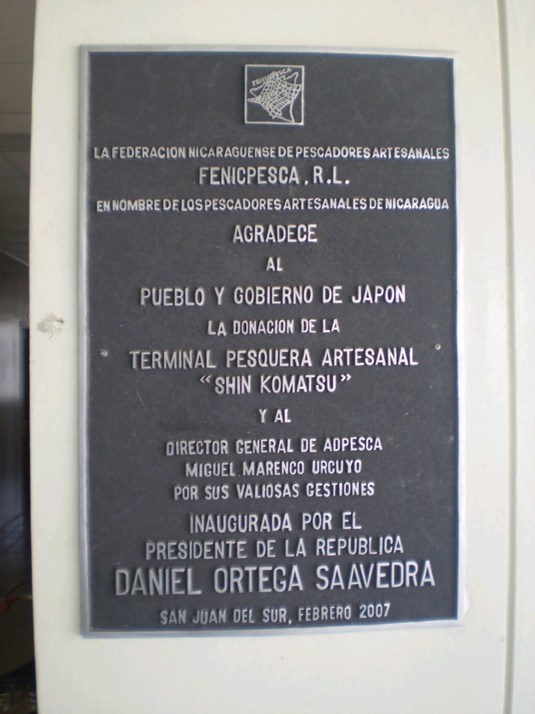 FENICPESCA
LA FEDERACION NICARAGUENSE DE PESCADORES ARTESANALES
FENICPESCA, R.L.
EN NOMBRE DE LOS PESCADORES ARTESANALES DE NICARAGUA
AGRADECE
AL
PUEBLO Y GOBIERNO DE JAPON
LA DONACION DE LA
TERMINAL PESQUERA ARTESANAL
"SHIN KOMATSU"
Y AL
DIRECTOR GENERAL DE ADPESCA
MIGUEL MARENCO URCUYO
POR SUS VALIOSAS GESTIONES
INAUGURADA POR EL
PRESIDENTE DE LA REPUBLICA
DANIEL ORTEGA SAAVEDRA
SAN JUAN DEL SUR, FEBRERO 2007